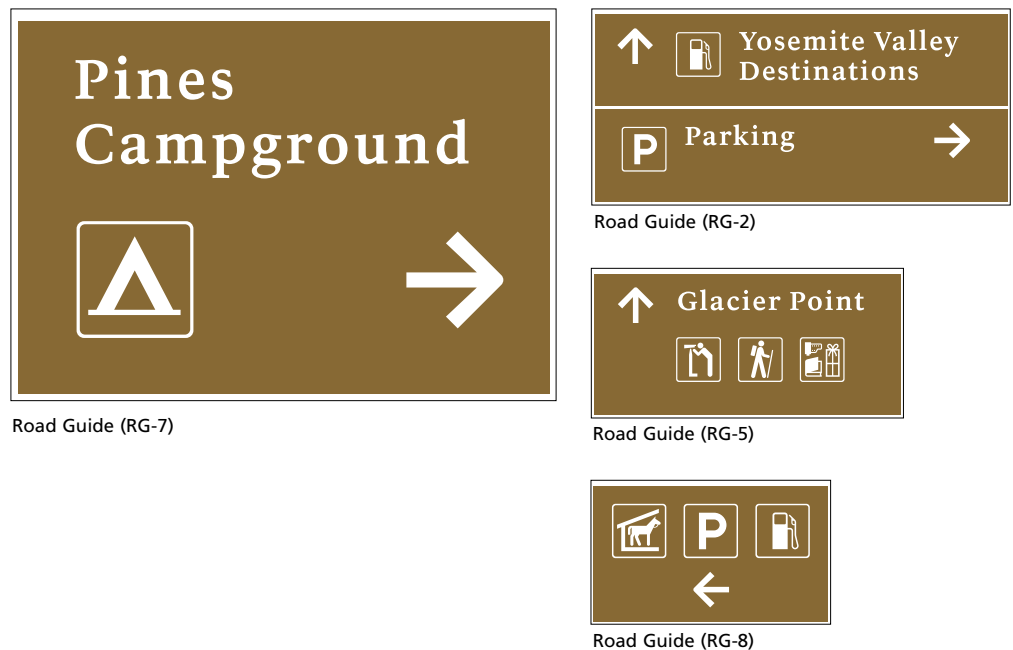 Pines
Campground
Road Guide (RG-7)
Yosemite Valley
Destinations
P
Parking
Road Guide (RG-2)
Glacier Point
Road Guide (RG-5)
P
Road Guide (RG-8)